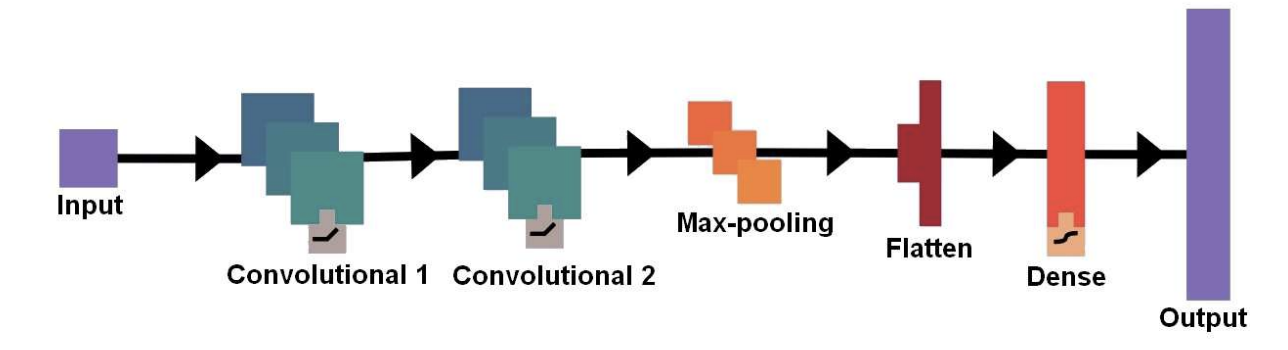 Input
Convolutional 1
Convolutional 2
Max-pooling
Flatten
Dense
Output